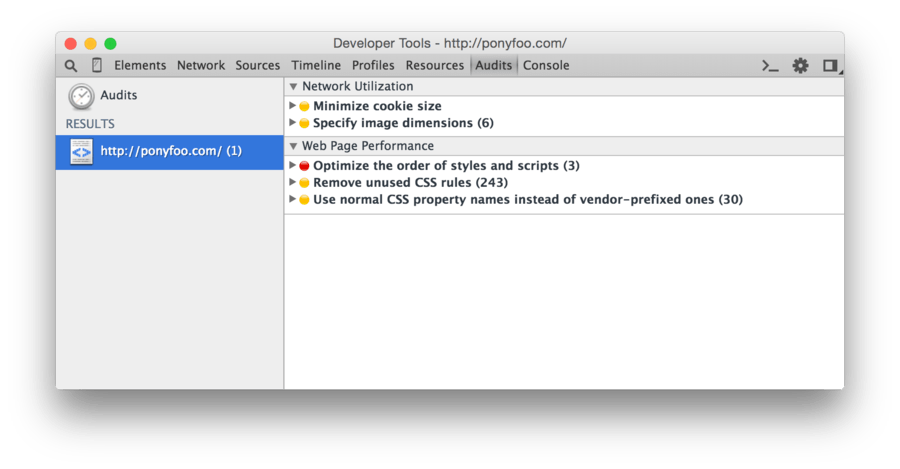 Developer Tools - http://ponyfoo.com/
Elements Network Sources Timeline Profiles Resources Audits Console
Audits
RESULTS
http://ponyfoo.com/ (1)
Network Utilization
Minimize cookie size
Specify image dimensions (6)
Web Page Performance
Optimize the order of styles and scripts (3)
Remove unused CSS rules (243)
Use normal CSS property names instead of vendor-prefixed ones (30)